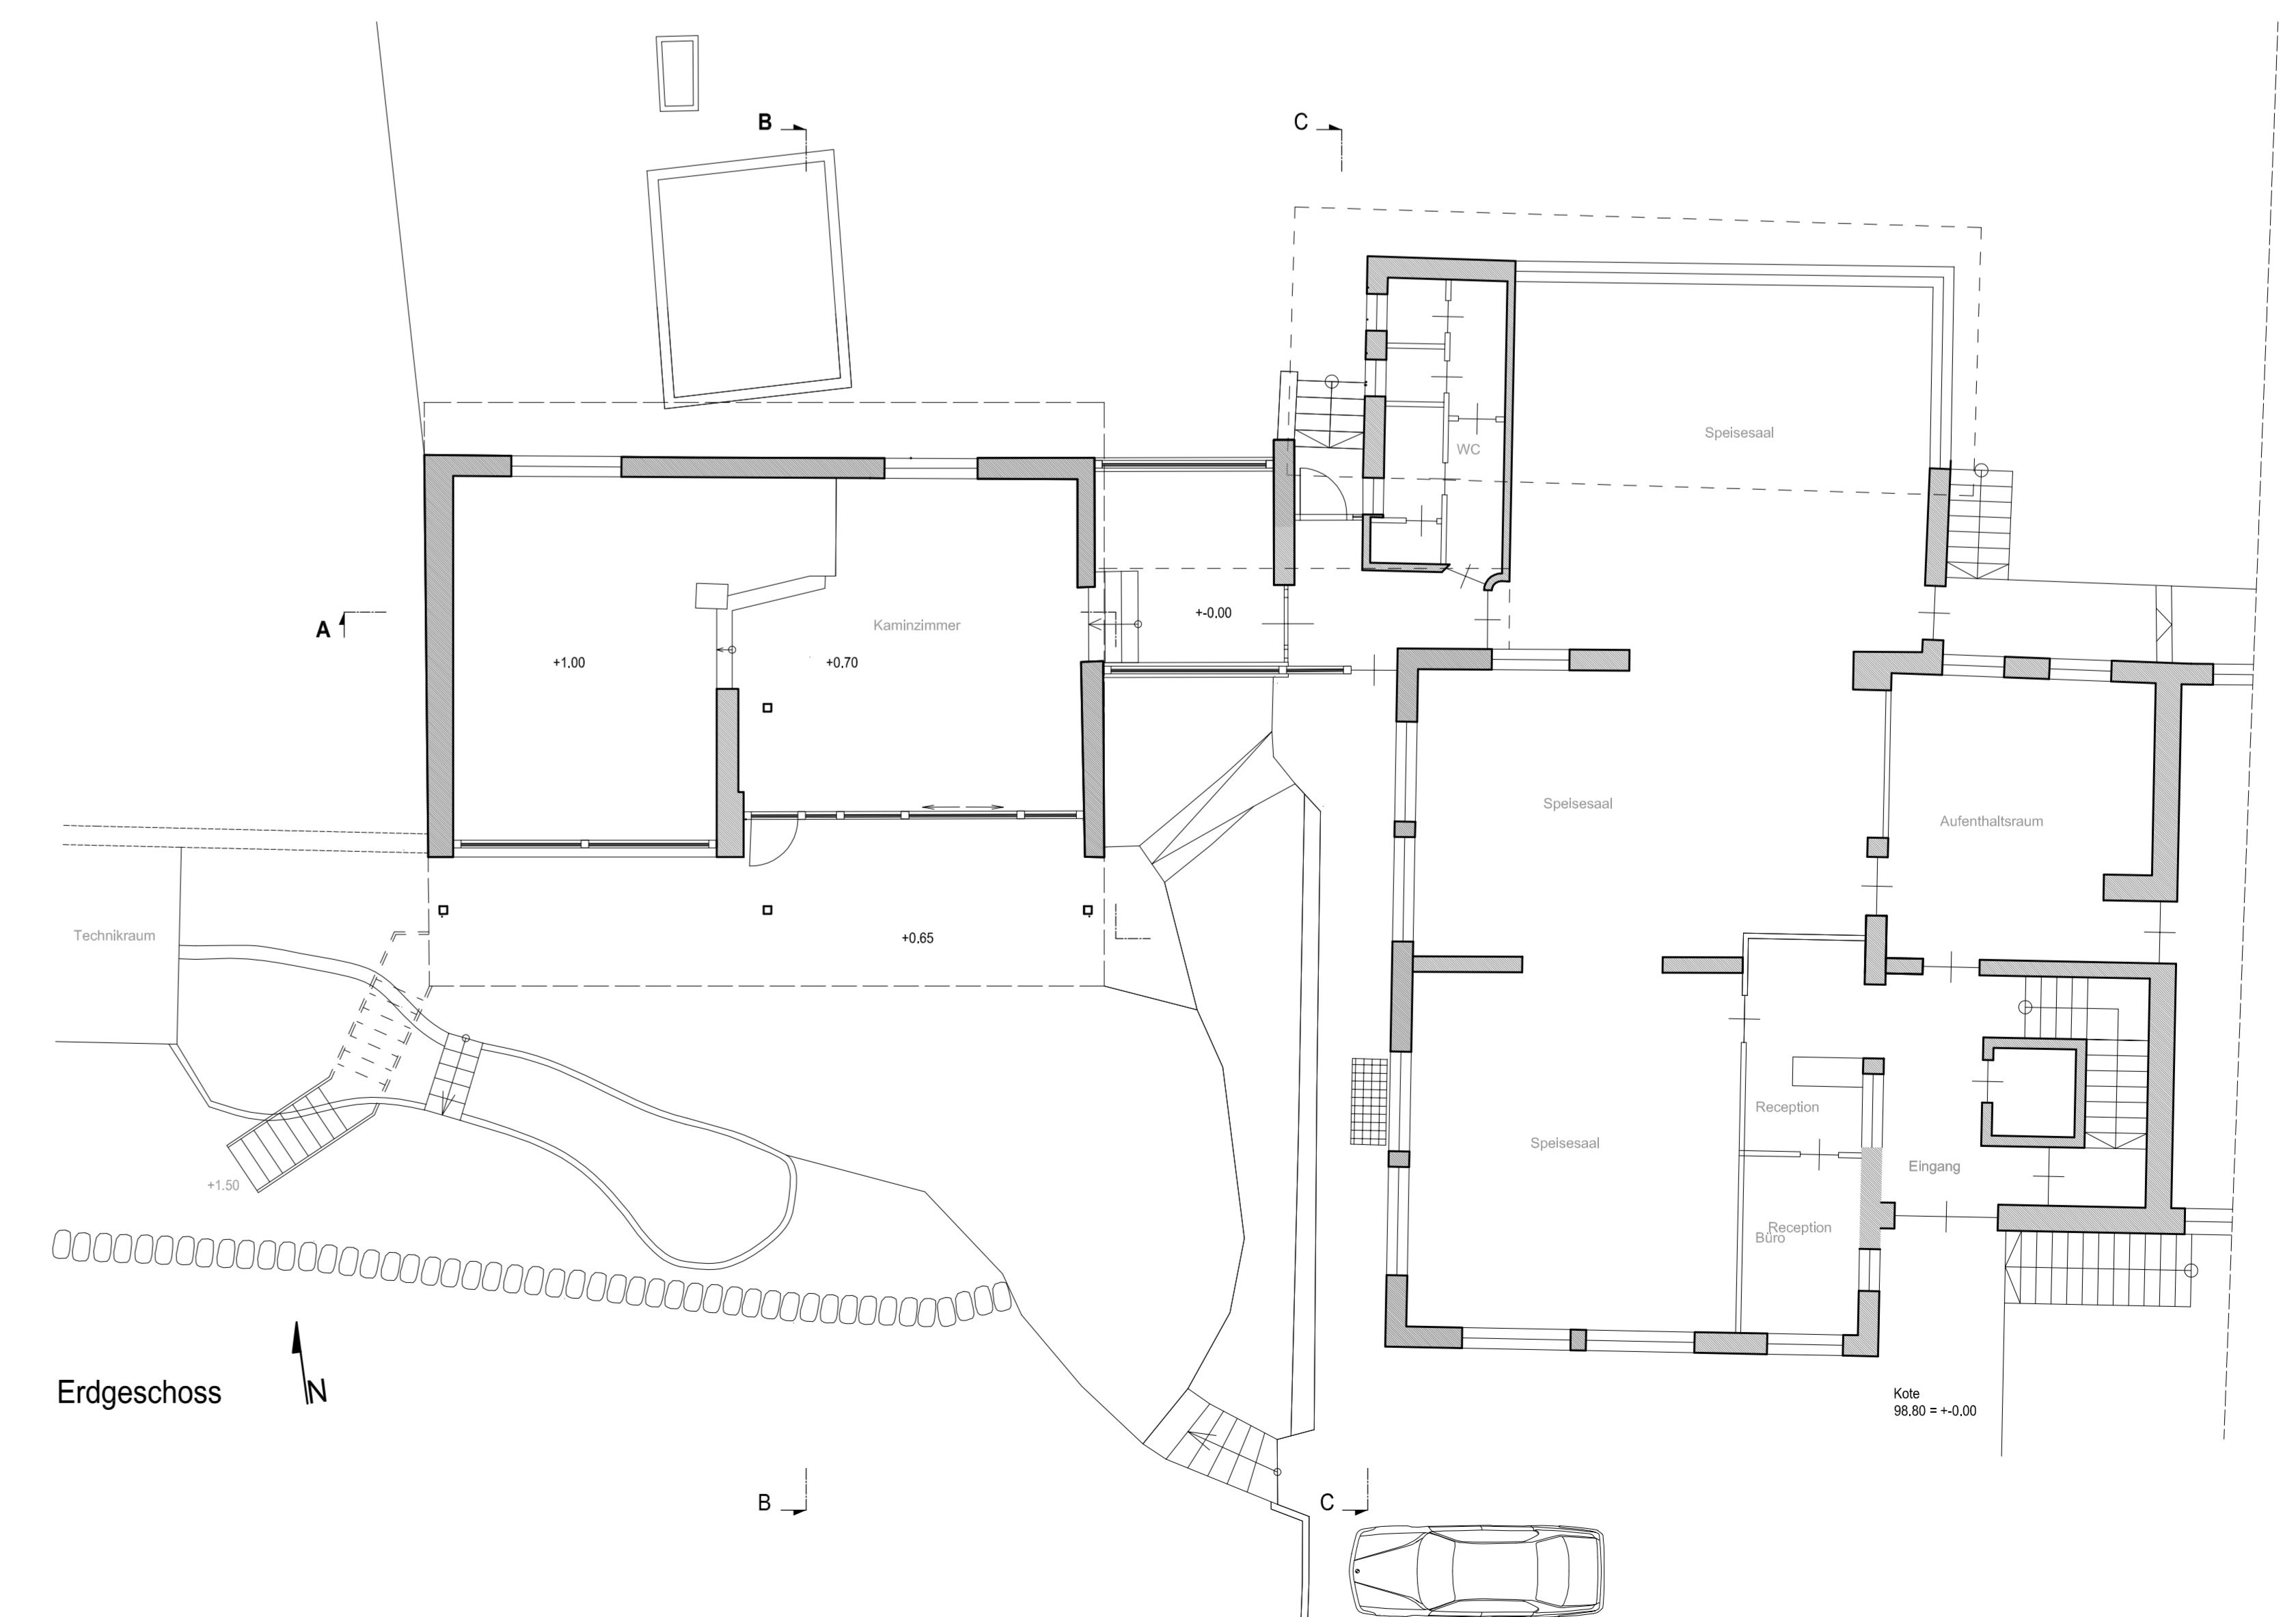 B
C
Speisesaal
WC
+-0.00
A
Kaminzimmer
+1.00
+0.70
Speisesaal
Aufenthaltsraum
Technikraum
+0.65
Reception
Speisesaal
Eingang
+1.50
Reception
Büro
Erdgeschoss
N
Kote
98.80 = +-0.00
B
C